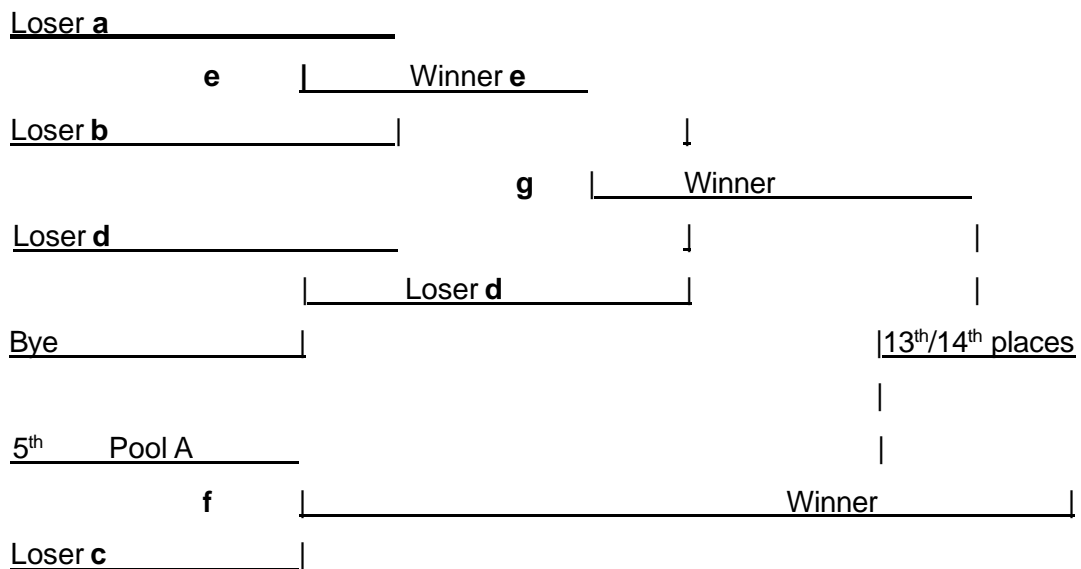 Loser a
e Winner e
Loser b
g Winner
Loser d
Loser d
Bye 13th/14th places
5th Pool A
f Winner
Loser c